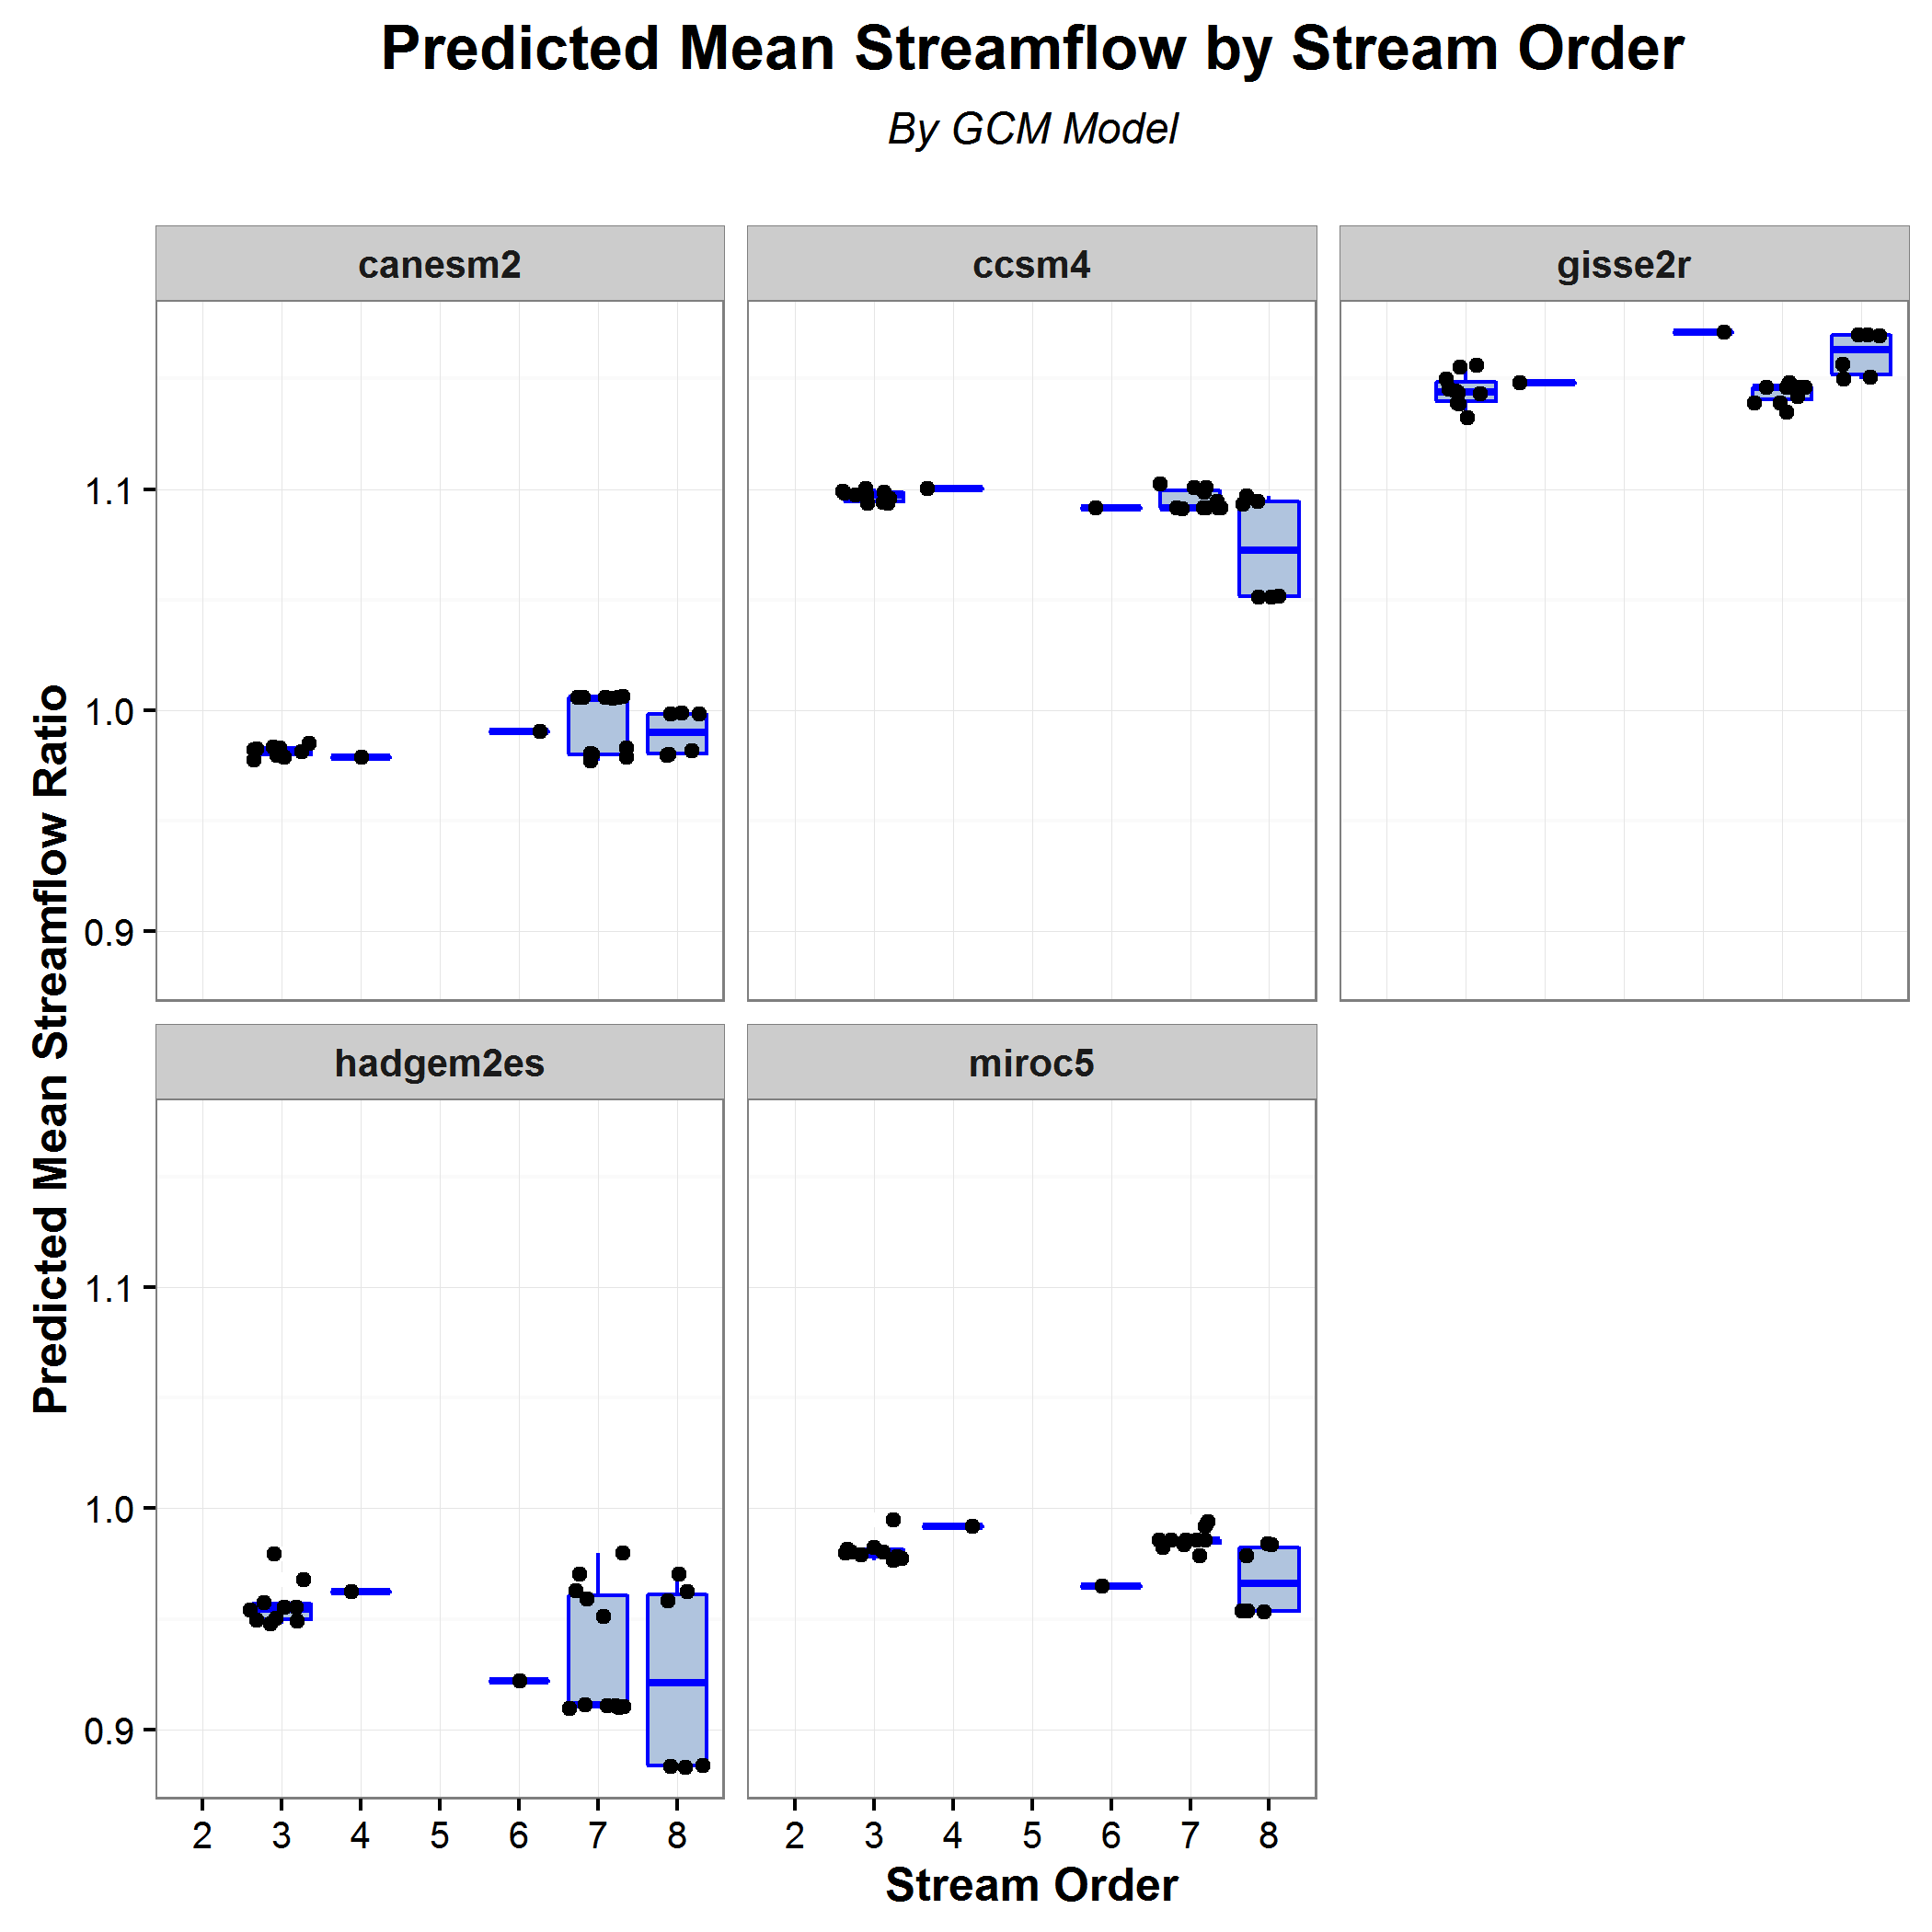 Predicted Mean Streamflow by Stream Order
By GCM Model
canesm2
ccsm4
gisse2r
1.1
1.0
0.9
Predicted Mean Streamflow Ratio
hadgem2es
miroc5
1.1
1.0
0.9
2 3 4 5 6 7 8
2 3 4 5 6 7 8
Stream Order